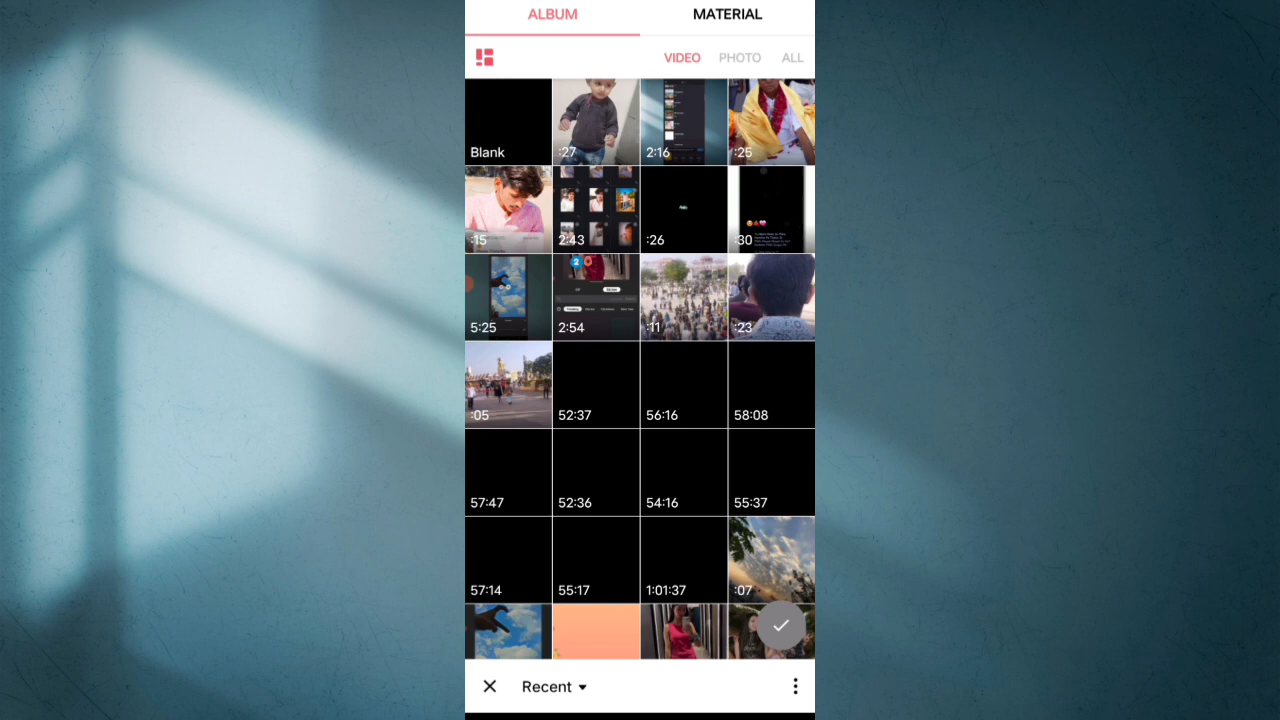 ALBUM MATERIAL
VIDEO PHOTO ALL
Blank :27 2:16 :25
:15 2:43 :26 :30
2
5:25 2:54 :11 :23
:05 52:37 56:16 58:08
57:47 52:36 54:16 55:37
57:14 55:17 1:01:37 :07
Recent